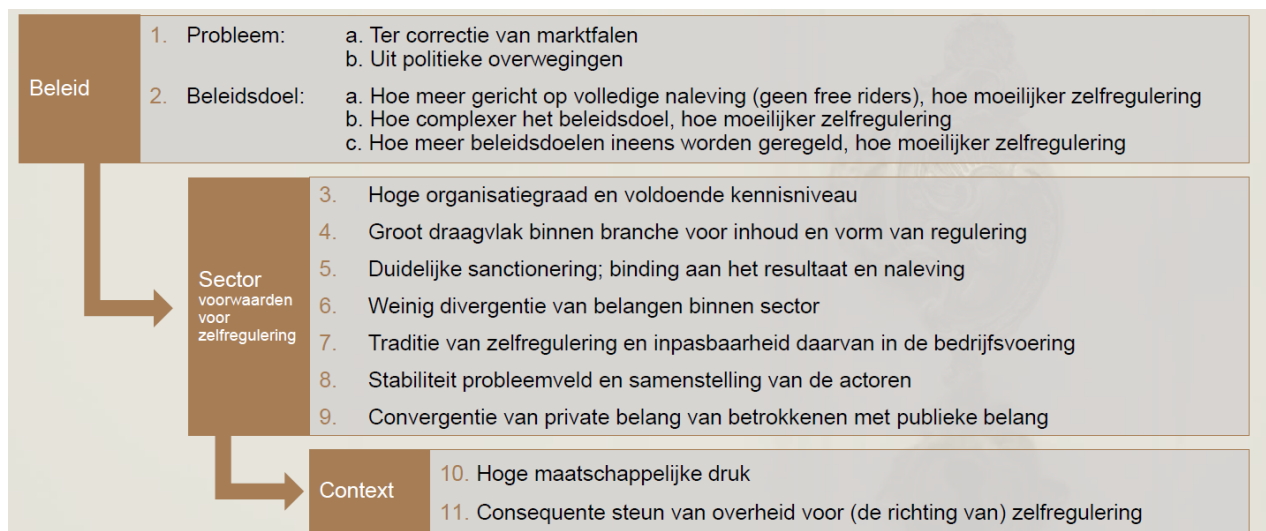 Beleid
1. Probleem: a. Ter correctie van marktfalen
b. Uit politieke overwegingen
2. Beleidsdoel: a. Hoe meer gericht op volledige naleving (geen free riders), hoe moeilijker zelfregulering
b. Hoe complexer het beleidsdoel, hoe moeilijker zelfregulering
c. Hoe meer beleidsdoelen ineens worden geregeld, hoe moeilijker zelfregulering
Sector
voorwaarden
voor
zelfregulering
3. Hoge organisatiegraad en voldoende kennisniveau
4. Groot draagvlak binnen branche voor inhoud en vorm van regulering
5. Duidelijke sanctionering; binding aan het resultaat en naleving
6. Weinig divergentie van belangen binnen sector
7. Traditie van zelfregulering en inpasbaarheid daarvan in de bedrijfsvoering
8. Stabiliteit probleemveld en samenstelling van de actoren
9. Convergentie van private belang van betrokkenen met publieke belang
Context
10. Hoge maatschappelijke druk
11. Consequente steun van overheid voor (de richting van) zelfregulering